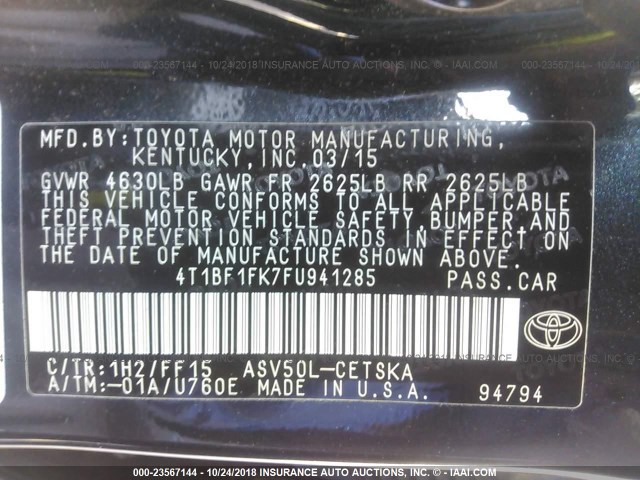 000-23567144 - 10/24/2018 INSURANCE AUTO AUCTIONS CORP. © - IAAI.com
MFD.BY:TOYOTA MOTOR MANUFACTURING,
KENTUCKY,INC.03/15
GVWR 4630LB GAWR FR 2625LB RR 2625LB
THIS VEHICLE CONFORMS TO ALL APPLICABLE
FEDERAL MOTOR VEHICLE SAFETY,BUMPER,AND
THEFT PREVENTION STANDARDS IN EFFECT ON
THE DATE OF MANUFACTURE SHOWN ABOVE.
4T1BF1FK7FU941285 PASS.CAR
TOYOTA
C/TR:1H2/FF15 ASV50L-CETSKA
A/TM:-01A/U760E MADE IN U.S.A. 94794
000-23567144 - 10/24/2018 INSURANCE AUTO AUCTIONS CORP. © - IAAI.com